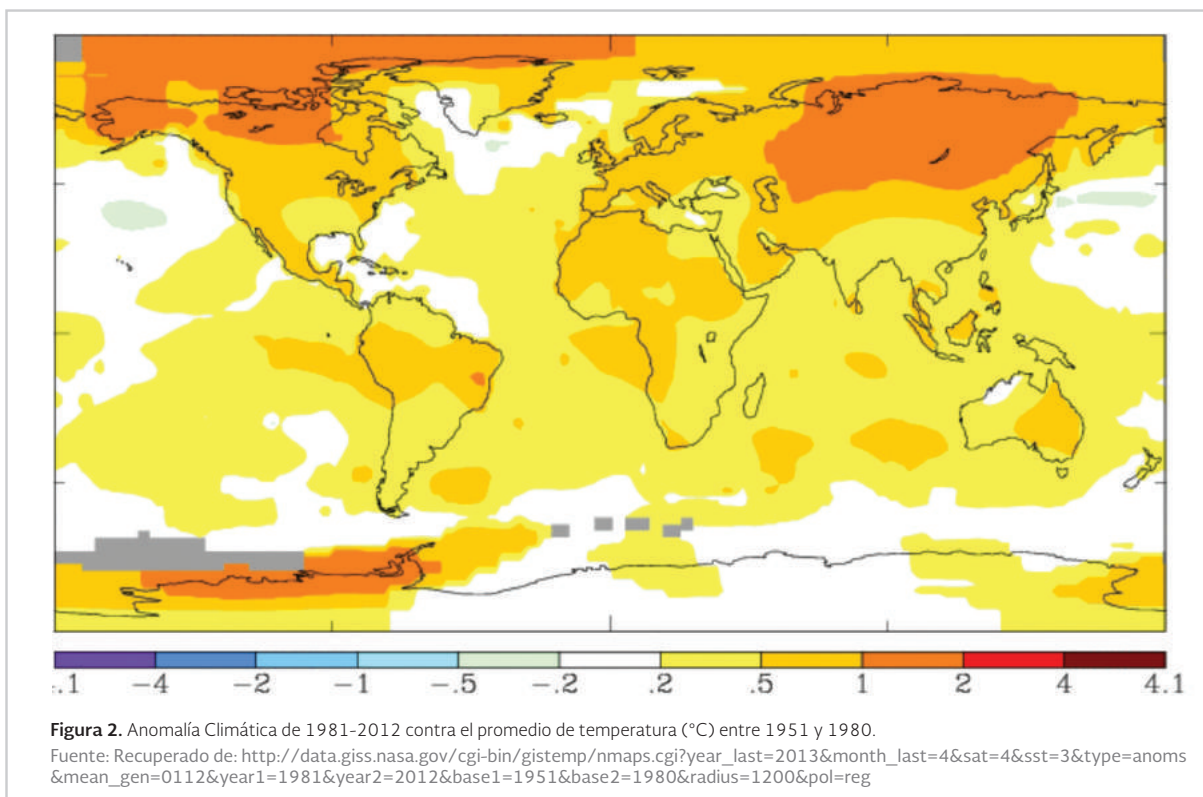 .1 -4 -2 -1 -.5 -.2 .2 .5 1 2 4 4.1
Figura 2. Anomalía Climática de 1981-2012 contra el promedio de temperatura (°C) entre 1951 y 1980.
Fuente: Recuperado de: http://data.giss.nasa.gov/cgi-bin/gistemp/nmaps.cgi?year_last=2013&month_last=4&sat=4&sst=3&type=anoms
&mean_gen=0112&year1=1981&year2=2012&base1=1951&base2=1980&radius=1200&pol=reg